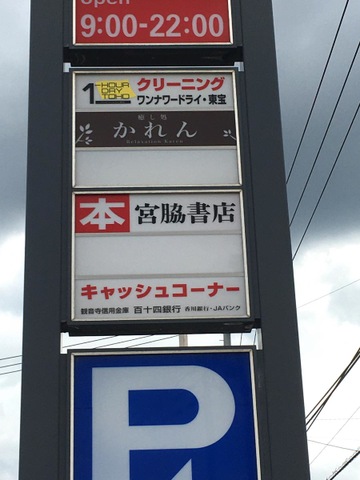 open
9:00-22:00
1 HOUR DRY TOHO クリーニング
ワンナワードライ・東宝
癒し処
かれん
Relaxation Karen
本 宮脇書店
キャッシュコーナー
観音寺信用金庫 百十四銀行 香川銀行・JAバンク
P